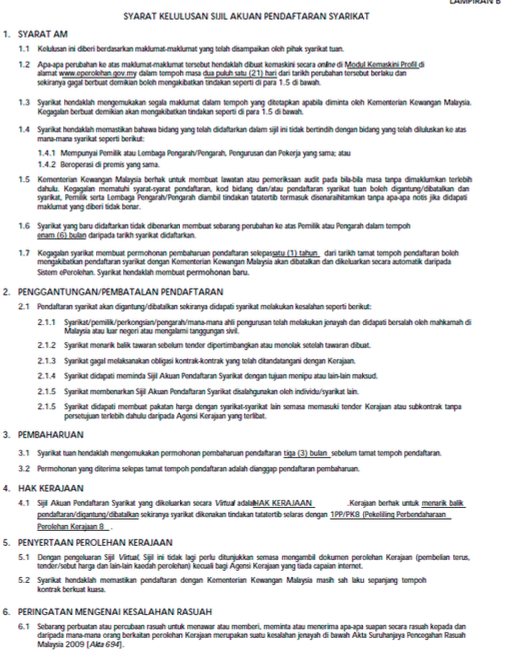 LAMPIRAN B
SYARAT KELULUSAN SIJIL AKUAN PENDAFTARAN SYARIKAT
1. SYARAT AM
1.1 Kelulusan ini diberi berdasarkan maklumat-maklumat yang telah disampaikan oleh pihak syarikat tuan.
1.2 Apa-apa perubahan ke atas maklumat-maklumat tersebut hendaklah dibuat kemaskini secara online di Modul Kemaskini Profil di
alamat www.eperolehan.gov.my dalam tempoh masa dua puluh satu (21) hari dari tarikh perubahan tersebut berlaku dan
sekiranya gagal berbuat demikian boleh mengakibatkan tindakan seperti di para 1.5 di bawah.
1.3 Syarikat hendaklah mengemukakan segala maklumat dalam tempoh yang ditetapkan apabila diminta oleh Kementerian Kewangan Malaysia.
Kegagalan berbuat demikian akan mengakibatkan tindakan seperti di para 1.5 di bawah.
1.4 Syarikat hendaklah memastikan bahawa bidang yang telah didaftarkan dalam sijil ini tidak bertindih dengan bidang yang telah diluluskan ke atas
mana-mana syarikat seperti berikut:
1.4.1 Mempunyai Pemilik atau Lembaga Pengarah/Pengarah, Pengurusan dan Pekerja yang sama; atau
1.4.2 Beroperasi di premis yang sama.
1.5 Kementerian Kewangan Malaysia berhak untuk membuat lawatan atau pemeriksaan audit pada bila-bila masa tanpa dimaklumkan terlebih
dahulu. Kegagalan mematuhi syarat-syarat pendaftaran, kod bidang dan/atau pendaftaran syarikat tuan boleh digantung/dibatalkan dan
syarikat, Pemilik serta Lembaga Pengarah/Pengarah diambil tindakan tatatertib termasuk disenaraihitamkan tanpa apa-apa notis jika didapati
maklumat yang diberi tidak benar.
1.6 Syarikat yang baru didaftarkan tidak dibenarkan membuat sebarang perubahan ke atas Pemilik atau Pengarah dalam tempoh
enam (6) bulan daripada tarikh syarikat didaftarkan.
1.7 Kegagalan syarikat membuat permohonan pembaharuan pendaftaran selepassatu (1) tahun dari tarikh tamat tempoh pendaftaran boleh
mengakibatkan pendaftaran syarikat dengan Kementerian Kewangan Malaysia akan dibatalkan dan dikeluarkan secara automatik daripada
Sistem ePerolehan. Syarikat hendaklah membuat permohonan baru.
2. PENGGANTUNGAN/PEMBATALAN PENDAFTARAN
2.1 Pendaftaran syarikat akan digantung/dibatalkan sekiranya didapati syarikat melakukan kesalahan seperti berikut:
2.1.1 Syarikat/pemilik/perkongsian/pengarah/mana-mana ahli pengurusan telah melakukan jenayah dan didapati bersalah oleh mahkamah di
Malaysia atau luar negeri atau mengalami tanggungan sivil.
2.1.2 Syarikat menarik balik tawaran sebelum tender dipertimbangkan atau menolak setelah tawaran dibuat.
2.1.3 Syarikat gagal melaksanakan obligasi kontrak-kontrak yang telah ditandatangani dengan Kerajaan.
2.1.4 Syarikat didapati meminda Sijil Akuan Pendaftaran Syarikat dengan tujuan menipu atau lain-lain maksud.
2.1.5 Syarikat membenarkan Sijil Akuan Pendaftaran Syarikat disalahgunakan oleh individu/syarikat lain.
2.1.5 Syarikat didapati membuat pakatan harga dengan syarikat-syarikat lain semasa memasuki tender Kerajaan atau subkontrak tanpa
persetujuan terlebih dahulu daripada Agensi Kerajaan yang terlibat.
3. PEMBAHARUAN
3.1 Syarikat tuan hendaklah mengemukakan permohonan pembaharuan pendaftaran tiga (3) bulan sebelum tamat tempoh pendaftaran.
3.2 Permohonan yang diterima selepas tamat tempoh pendaftaran adalah dianggap pendaftaran pembaharuan.
4. HAK KERAJAAN
4.1 Sijil Akuan Pendaftaran Syarikat yang dikeluarkan secara Virtual adalahHAK KERAJAAN .Kerajaan berhak untuk menarik balik
pendaftaran/digantung/dibatalkan sekiranya syarikat dikenakan tindakan tatatertib selaras dengan 1PP/PK8 (Pekeliling Perbendaharaan
Perolehan Kerajaan 8 .
5. PENYERTAAN PEROLEHAN KERAJAAN
5.1 Dengan pengeluaran Sijil Virtual, Sijil ini tidak lagi perlu ditunjukkan semasa mengambil dokumen perolehan Kerajaan (pembelian terus,
tender/sebut harga dan lain-lain kaedah perolehan) kecuali bagi Agensi Kerajaan yang tiada capaian internet.
5.2 Syarikat hendaklah memastikan pendaftaran dengan Kementerian Kewangan Malaysia masih sah laku sepanjang tempoh
kontrak berkuat kuasa.
6. PERINGATAN MENGENAI KESALAHAN RASUAH
6.1 Sebarang perbuatan atau percubaan rasuah untuk menawar atau memberi, meminta atau menerima apa-apa suapan secara rasuah kepada dan
daripada mana-mana orang berkaitan perolehan Kerajaan merupakan suatu kesalahan jenayah di bawah Akta Suruhanjaya Pencegahan Rasuah
Malaysia 2009 [Akta 694].